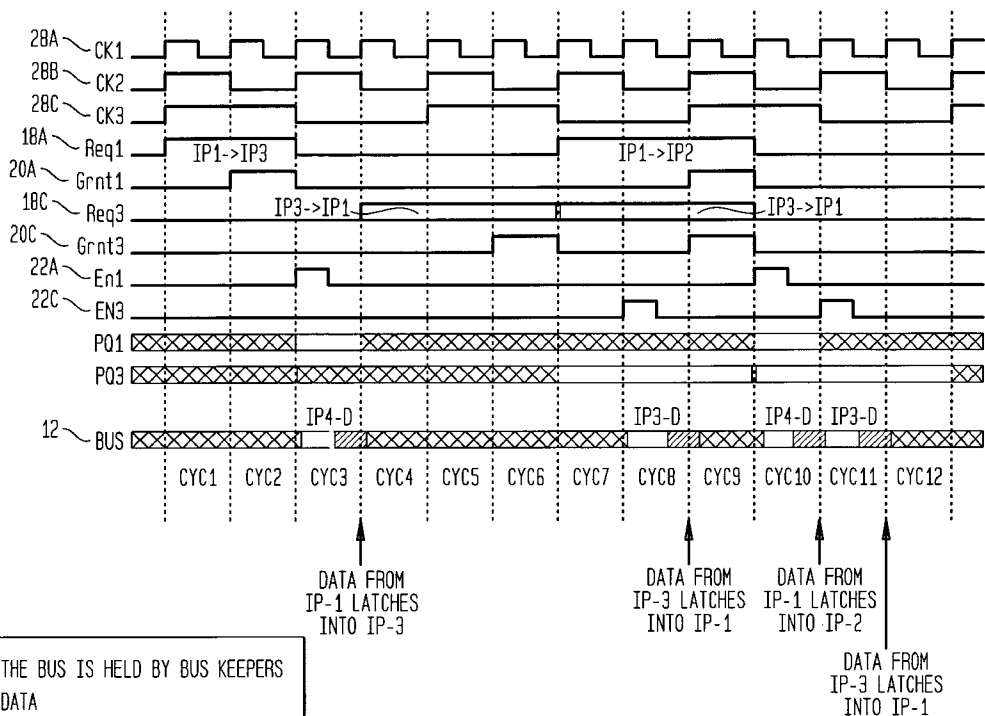 28A CK1
28B CK2
28C CK3
18A Req1 IP1->IP3 IP1->IP2
20A Grnt1
18C Req3 IP3->IP1 IP3->IP1
20C Grnt3
22A En1
22C EN3
PQ1
PQ3
IP4-D IP3-D IP4-D IP3-D
12 BUS
CYC1 CYC2 CYC3 CYC4 CYC5 CYC6 CYC7 CYC8 CYC9 CYC10 CYC11 CYC12
DATA FROM
IP-1 LATCHES
INTO IP-3
DATA FROM
IP-3 LATCHES
INTO IP-1
DATA FROM
IP-1 LATCHES
INTO IP-2
DATA FROM
IP-3 LATCHES
INTO IP-1
THE BUS IS HELD BY BUS KEEPERS
DATA